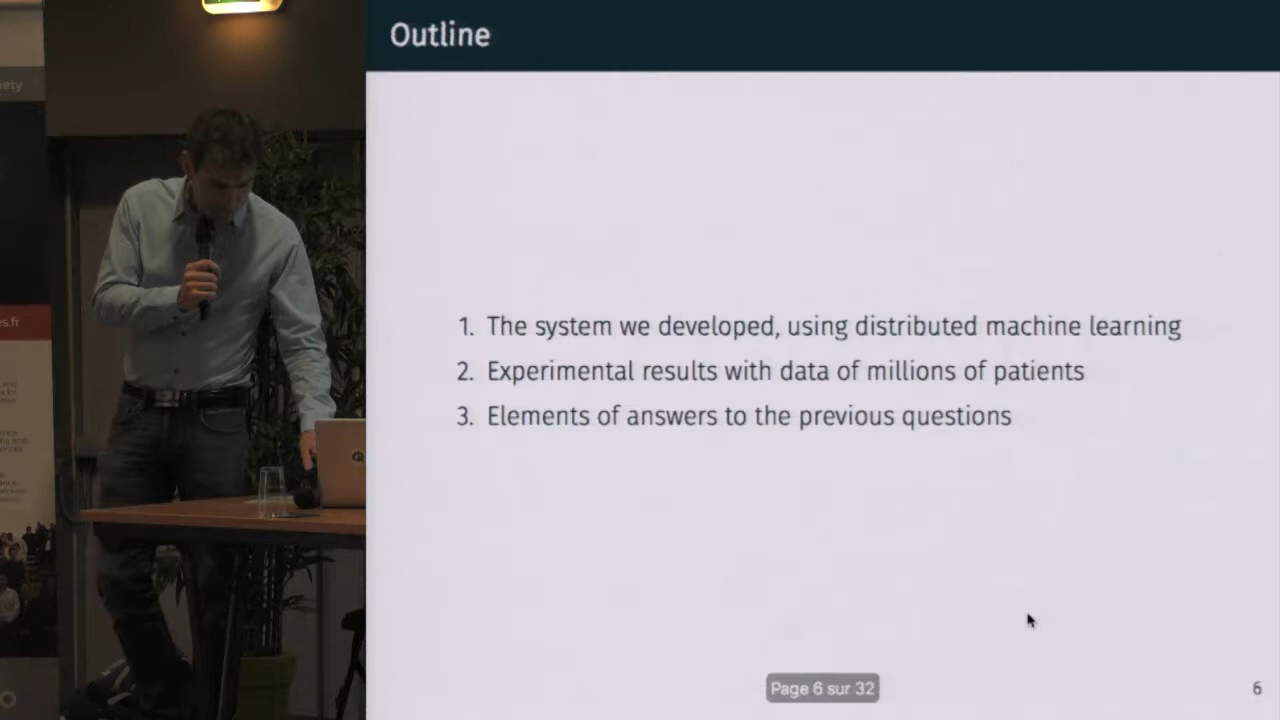 Outline
1. The system we developed, using distributed machine learning
2. Experimental results with data of millions of patients
3. Elements of answers to the previous questions
Page 6 sur 32
6